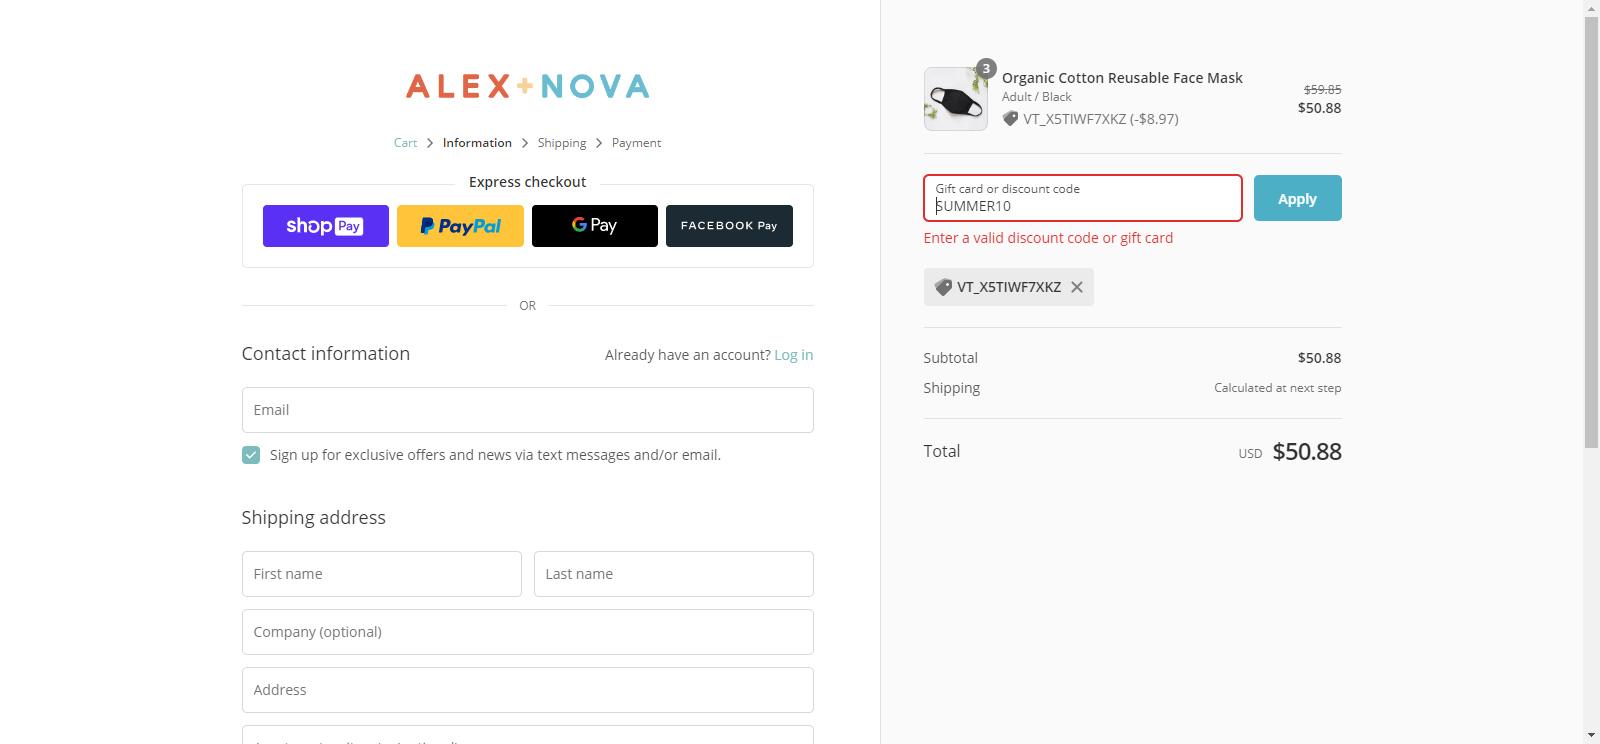 ALEX+NOVA
Cart > Information > Shipping > Payment
Express checkout
shop Pay
PayPal
G Pay
FACEBOOK Pay
OR
Contact information
Already have an account? Log in
Email
Sign up for exclusive offers and news via text messages and/or email.
Shipping address
First name
Last name
Company (optional)
Address
3
Organic Cotton Reusable Face Mask
Adult / Black
VT_X5TIWF7XKZ (-$8.97)
$59.85
$50.88
Gift card or discount code
SUMMER10
Apply
Enter a valid discount code or gift card
VT_X5TIWF7XKZ
Subtotal
$50.88
Shipping
Calculated at next step
Total
USD $50.88